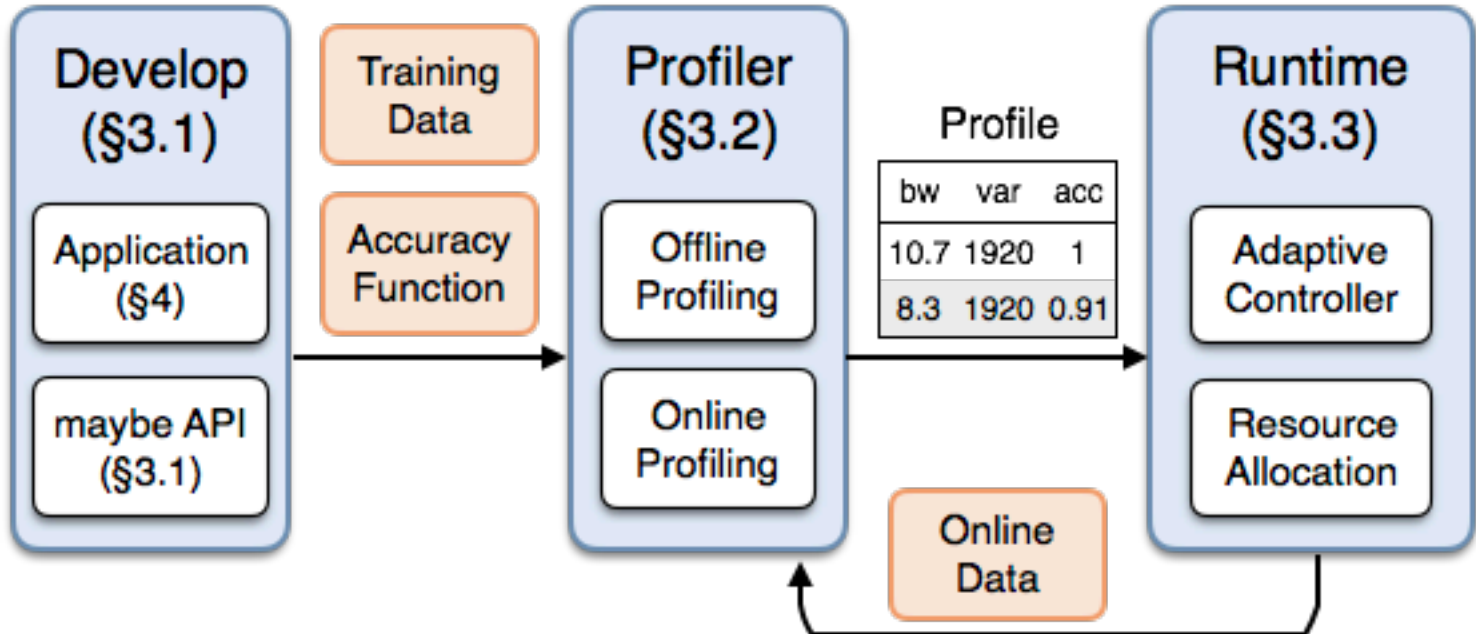 Develop
(§3.1)
Application
(§4)
maybe API
(§3.1)
Training
Data
Accuracy
Function
Profiler
(§3.2)
Offline
Profiling
Online
Profiling
Profile
bw var acc
10.7 1920 1
8.3 1920 0.91
Online
Data
Runtime
(§3.3)
Adaptive
Controller
Resource
Allocation